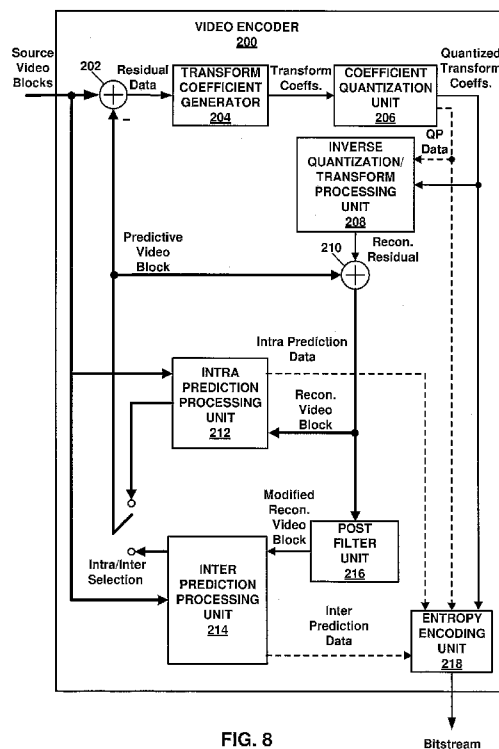 VIDEO ENCODER
200
Source
Video
Blocks
202
Residual
Data
TRANSFORM
COEFFICIENT
GENERATOR
204
Transform
Coeffs.
COEFFICIENT
QUANTIZATION
UNIT
206
Quantized
Transform
Coeffs.
QP
Data
INVERSE
QUANTIZATION/
TRANSFORM
PROCESSING
UNIT
208
–
Predictive
Video
Block
210
Recon.
Residual
Intra Prediction
Data
INTRA
PREDICTION
PROCESSING
UNIT
212
Recon.
Video
Block
Modified
Recon.
Video
Block
POST
FILTER
UNIT
216
Intra/Inter
Selection
INTER
PREDICTION
PROCESSING
UNIT
214
Inter
Prediction
Data
ENTROPY
ENCODING
UNIT
218
FIG. 8
Bitstream